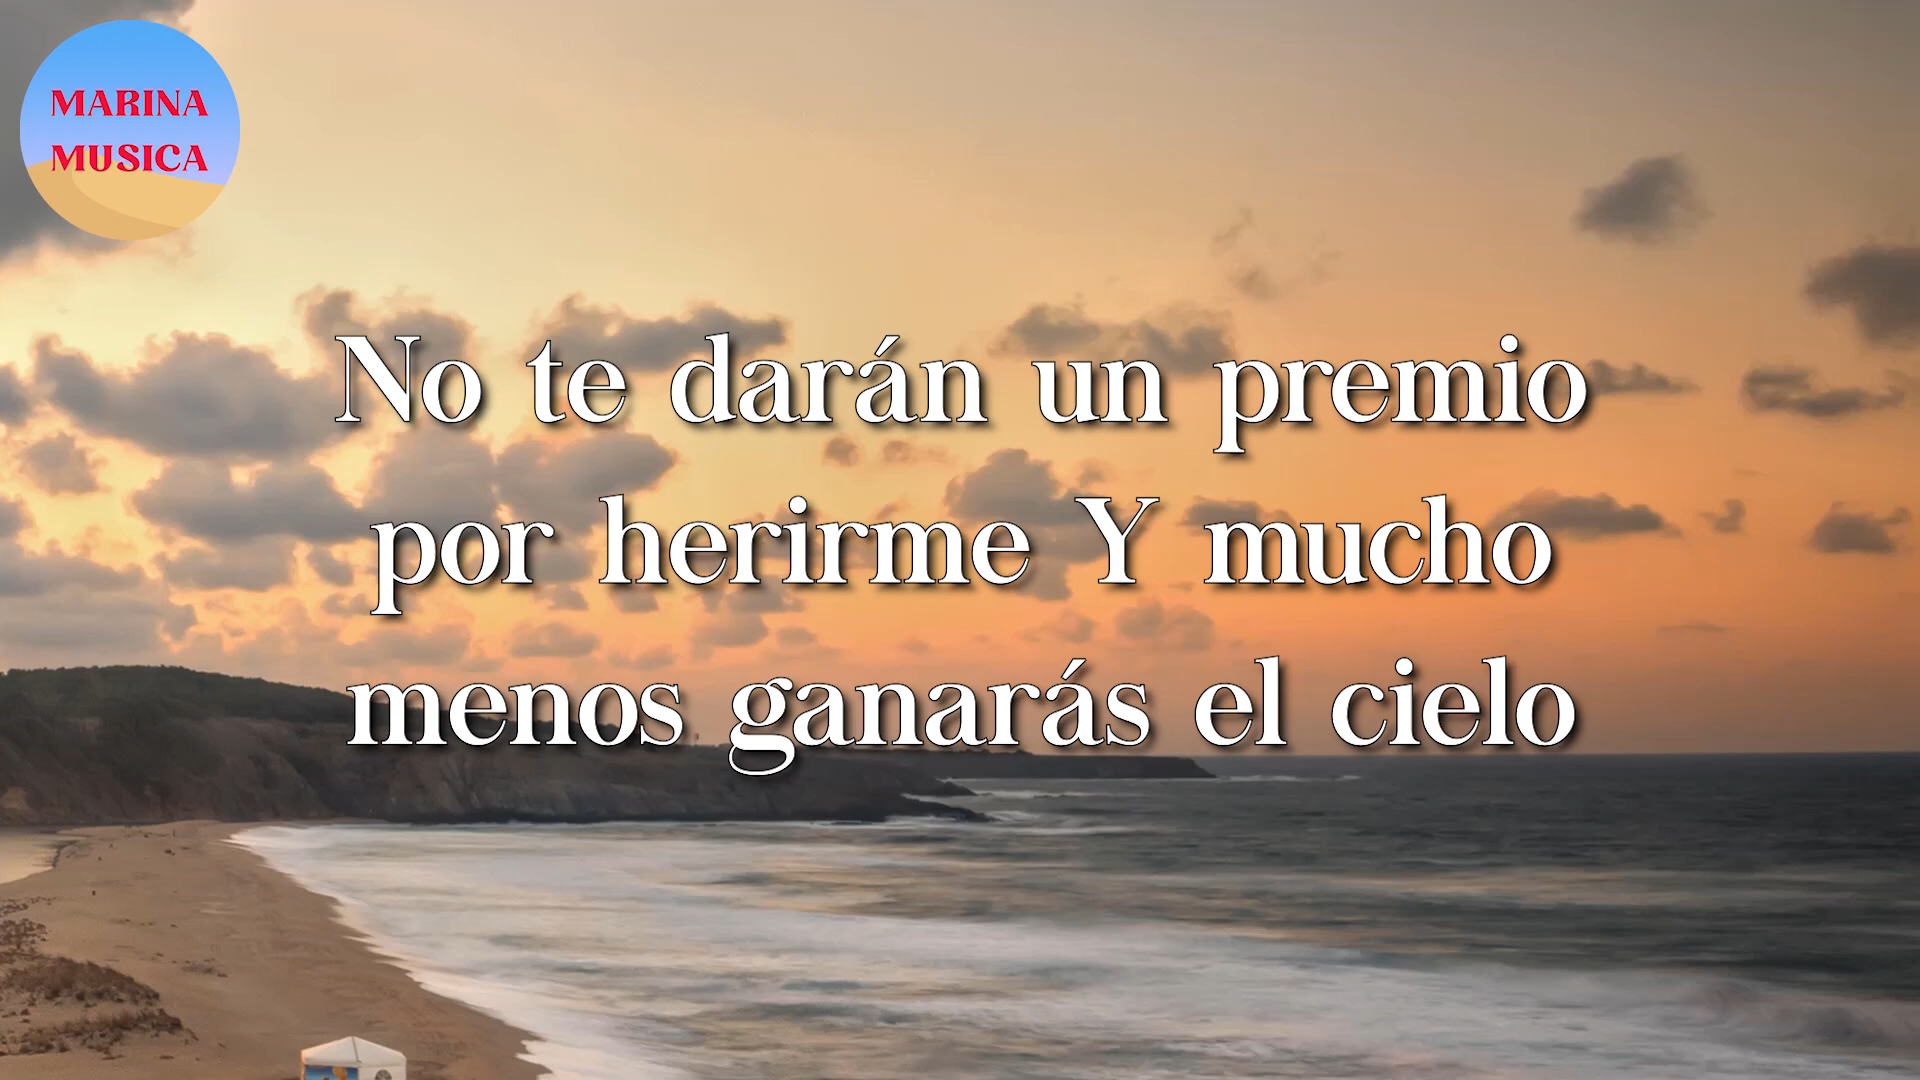 MARINA
MUSICA
No te darán un premio
por herirme Y mucho
menos ganarás el cielo